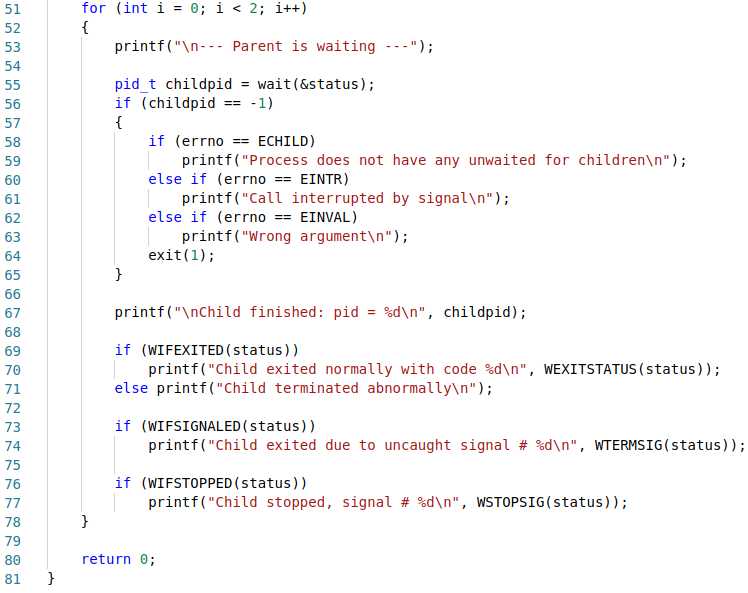 51 for (int i = 0; i < 2; i++)
52 {
53 printf("\n--- Parent is waiting ---");
54
55 pid_t childpid = wait(&status);
56 if (childpid == -1)
57 {
58 if (errno == ECHILD)
59 printf("Process does not have any unwaited for children\n");
60 else if (errno == EINTR)
61 printf("Call interrupted by signal\n");
62 else if (errno == EINVAL)
63 printf("Wrong argument\n");
64 exit(1);
65 }
66
67 printf("\nChild finished: pid = %d\n", childpid);
68
69 if (WIFEXITED(status))
70 printf("Child exited normally with code %d\n", WEXITSTATUS(status));
71 else printf("Child terminated abnormally\n");
72
73 if (WIFSIGNALED(status))
74 printf("Child exited due to uncaught signal # %d\n", WTERMSIG(status));
75
76 if (WIFSTOPPED(status))
77 printf("Child stopped, signal # %d\n", WSTOPSIG(status));
78 }
79
80 return 0;
81 }